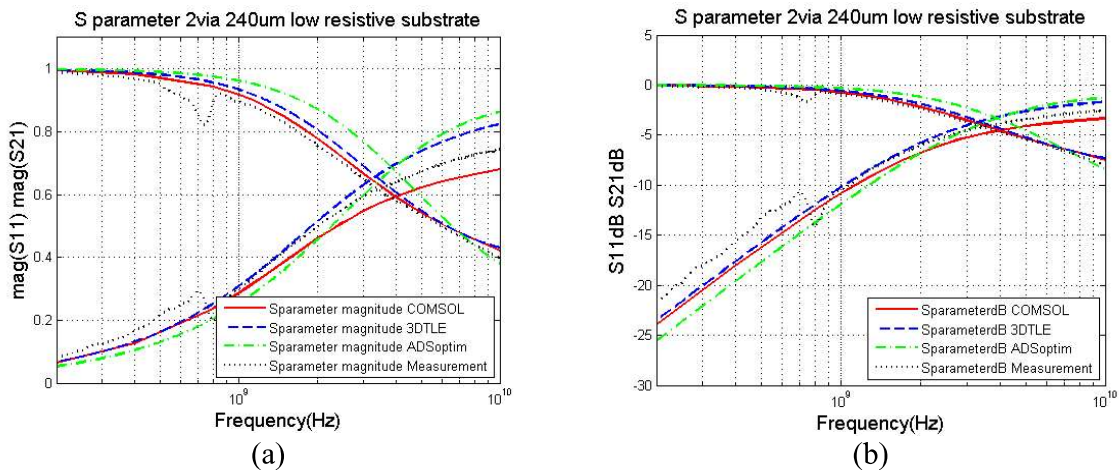 S parameter 2via 240um low resistive substrate
1
0.8
0.6
0.4
0.2
0
mag(S11) mag(S21)
Sparameter magnitude COMSOL
Sparameter magnitude 3DTLE
Sparameter magnitude ADSoptim
Sparameter magnitude Measurement
10^9
10^10
Frequency(Hz)
(a)
S parameter 2via 240um low resistive substrate
5
0
-5
-10
-15
-20
-25
-30
S11dB S21dB
SparameterdB COMSOL
SparameterdB 3DTLE
SparameterdB ADSoptim
SparameterdB Measurement
10^9
10^10
Frequency(Hz)
(b)